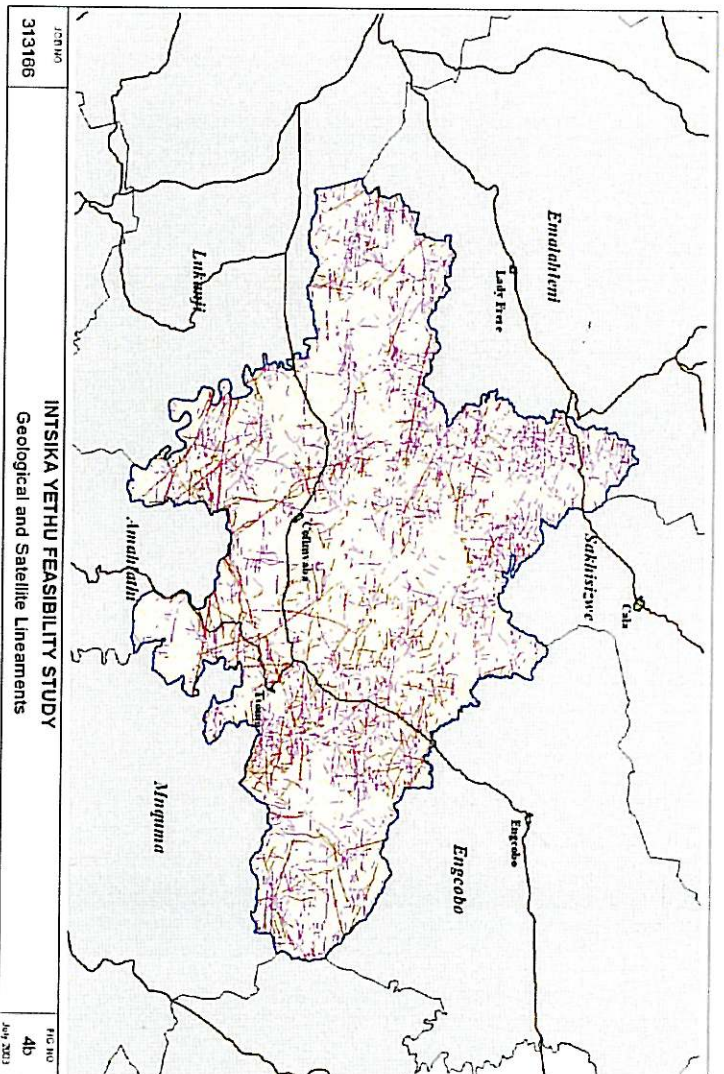 Emalahleni
Lady Frere
Sakhisizwe
Cala
Lukanji
Cofimvaba
Tsomo
Engcobo
Engcobo
Amahlathi
Mnquma
JOB NO
313166
INTSIKA YETHU FEASIBILITY STUDY
Geological and Satellite Lineaments
FIG NO
4b
July 2003